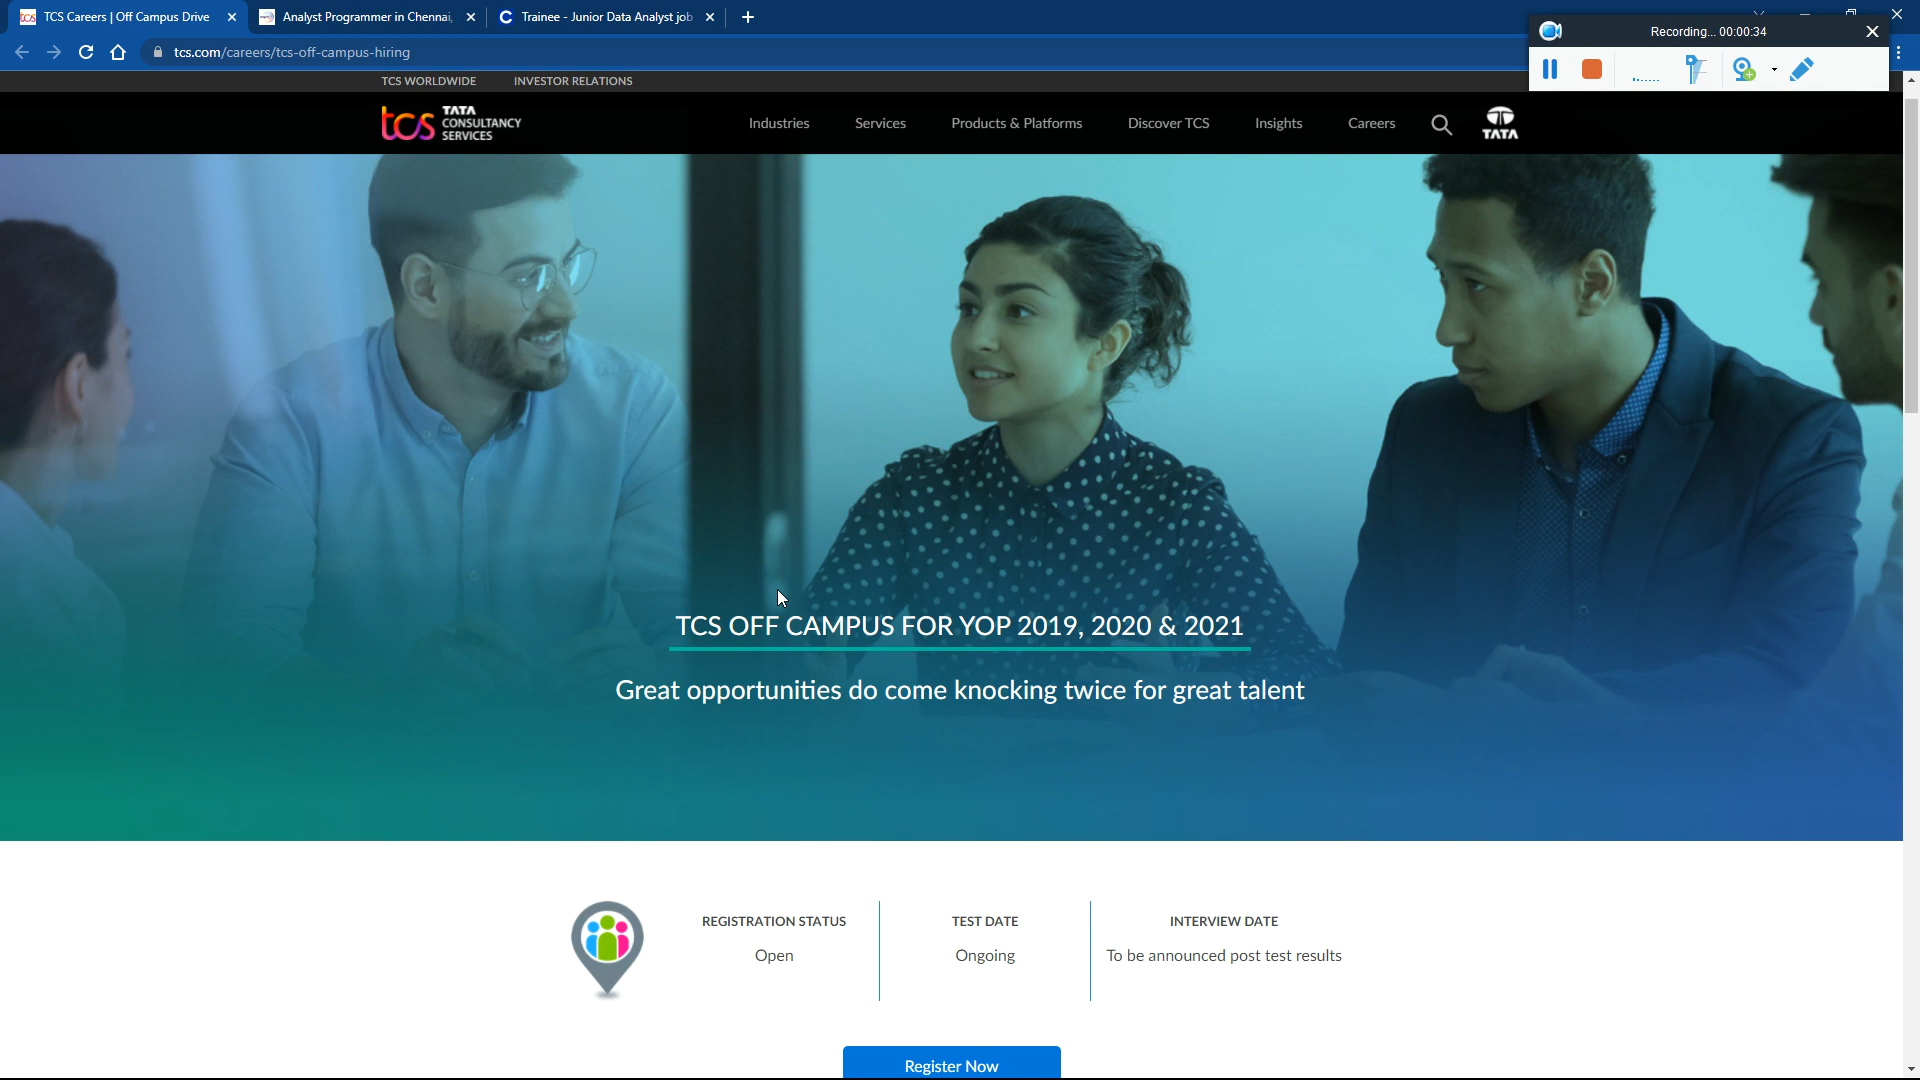 TCS Careers | Off Campus Drive
Analyst Programmer in Chennai,
Trainee - Junior Data Analyst job
Recording... 00:00:34
tcs.com/careers/tcs-off-campus-hiring
TCS WORLDWIDE
INVESTOR RELATIONS
tcs TATA CONSULTANCY SERVICES
Industries
Services
Products & Platforms
Discover TCS
Insights
Careers
TATA
TCS OFF CAMPUS FOR YOP 2019, 2020 & 2021
Great opportunities do come knocking twice for great talent
REGISTRATION STATUS
TEST DATE
INTERVIEW DATE
Open
Ongoing
To be announced post test results
Register Now